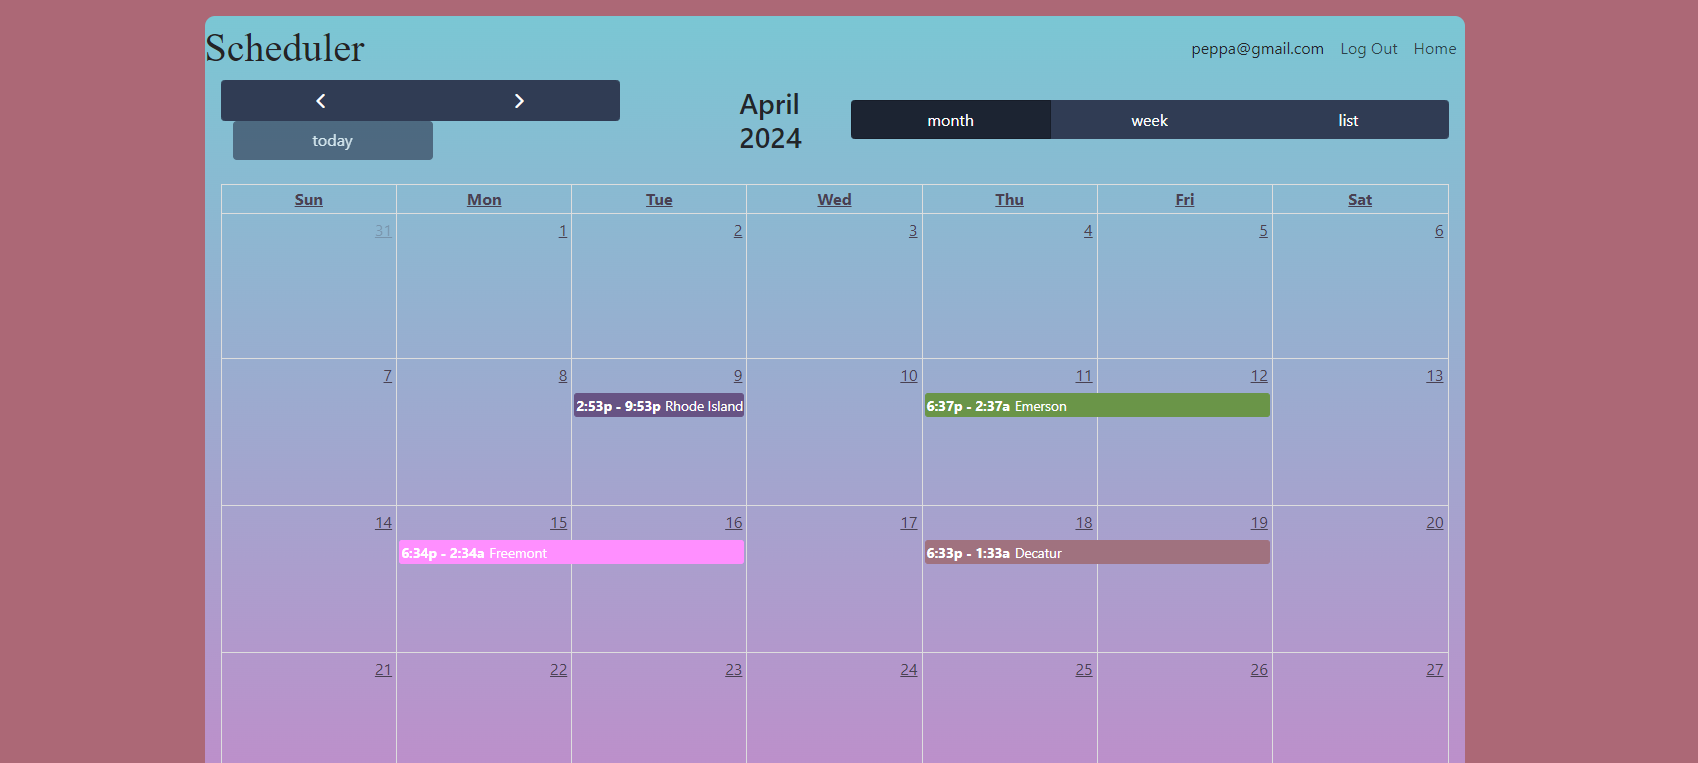 Scheduler
peppa@gmail.com Log Out Home
April
2024
month week list
today
Sun Mon Tue Wed Thu Fri Sat
31 1 2 3 4 5 6
7 8 9 10 11 12 13
2:53p - 9:53p Rhode Island 6:37p - 2:37a Emerson
14 15 16 17 18 19 20
6:34p - 2:34a Freemont 6:33p - 1:33a Decatur
21 22 23 24 25 26 27